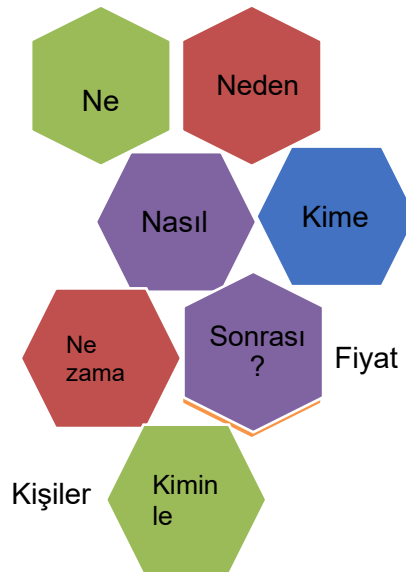 Ne
Neden
Nasıl
Kime
Ne
zama
Sonrası
?
Fiyat
Kişiler
Kimin
le